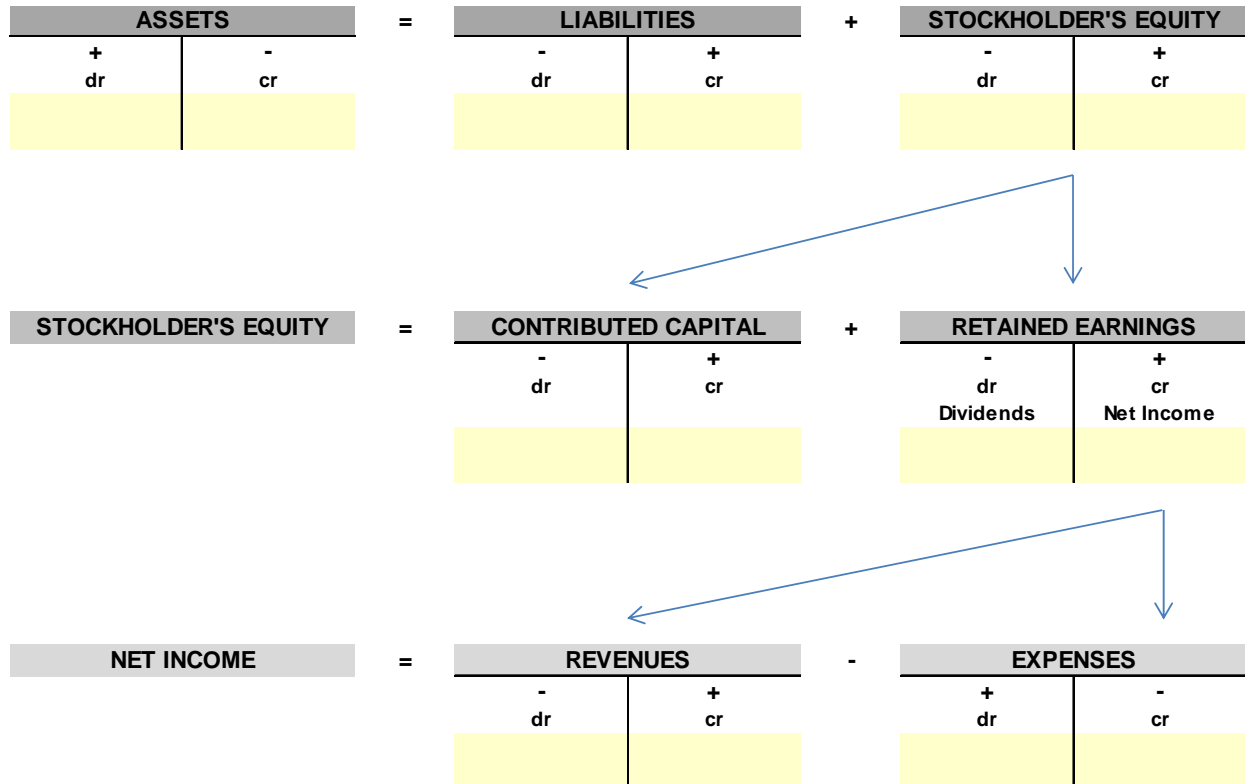 ASSETS = LIABILITIES + STOCKHOLDER'S EQUITY
+ - - + - +
dr cr dr cr dr cr
STOCKHOLDER'S EQUITY = CONTRIBUTED CAPITAL + RETAINED EARNINGS
- + - +
dr cr dr cr
Dividends Net Income
NET INCOME = REVENUES - EXPENSES
- + + -
dr cr dr cr